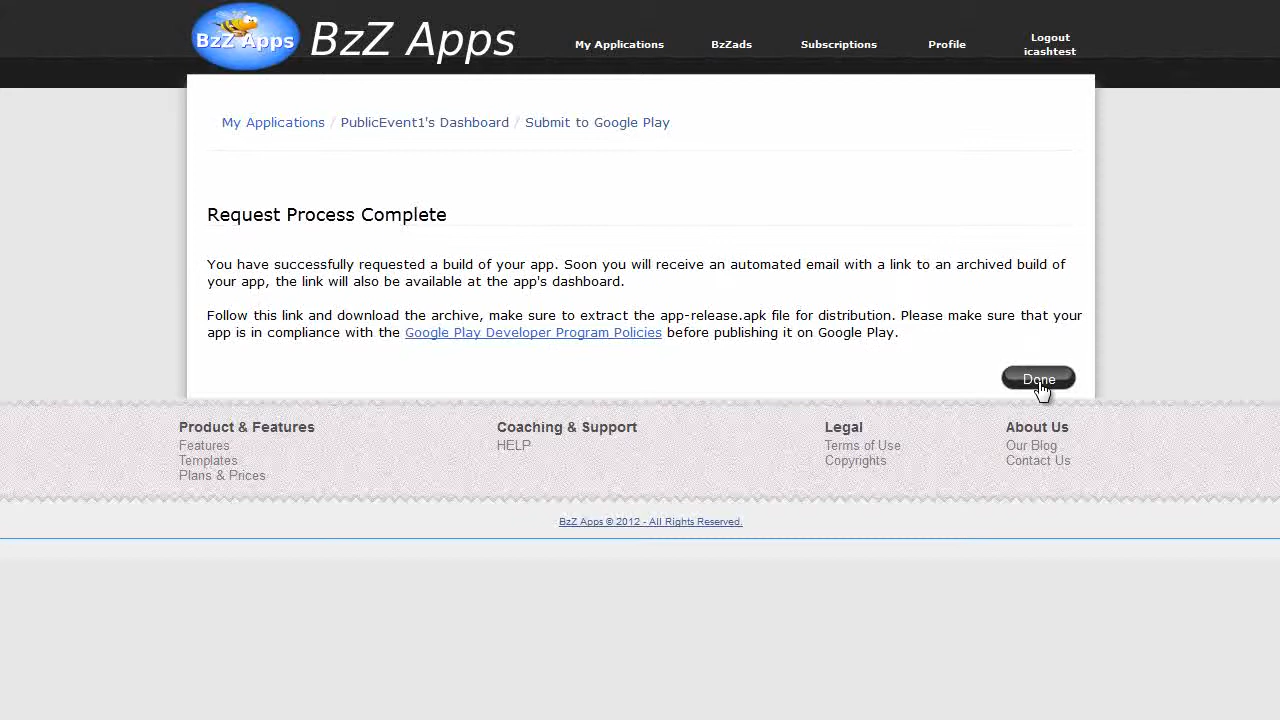 BzZ Apps
BzZ Apps
My Applications
BzZads
Subscriptions
Profile
Logout
icashtest
My Applications / PublicEvent1's Dashboard / Submit to Google Play
Request Process Complete
You have successfully requested a build of your app. Soon you will receive an automated email with a link to an archived build of
your app, the link will also be available at the app's dashboard.
Follow this link and download the archive, make sure to extract the app-release.apk file for distribution. Please make sure that your
app is in compliance with the Google Play Developer Program Policies before publishing it on Google Play.
Done
Product & Features
Features
Templates
Plans & Prices
Coaching & Support
HELP
Legal
Terms of Use
Copyrights
About Us
Our Blog
Contact Us
BzZ Apps © 2012 - All Rights Reserved.